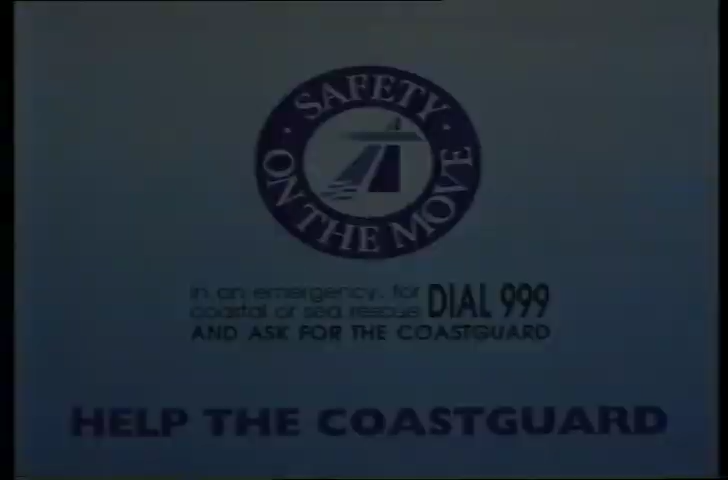 SAFETY
ON THE MOVE
In an emergency, for
coastal or sea rescue
DIAL 999
AND ASK FOR THE COASTGUARD
HELP THE COASTGUARD